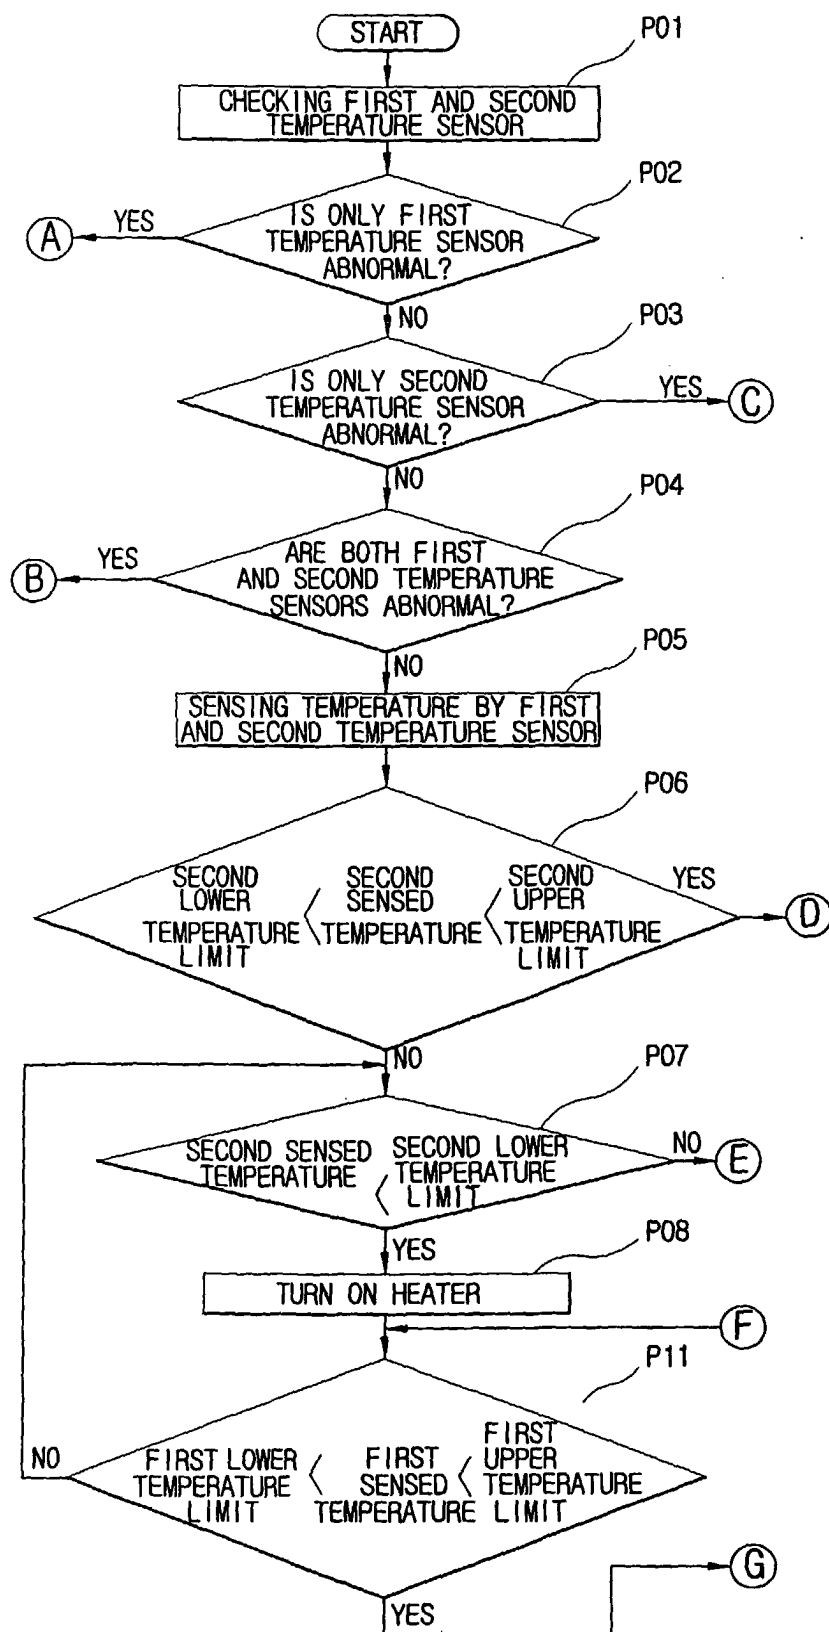 START
P01
CHECKING FIRST AND SECOND
TEMPERATURE SENSOR
P02
IS ONLY FIRST
TEMPERATURE SENSOR
ABNORMAL?
YES
A
NO
P03
IS ONLY SECOND
TEMPERATURE SENSOR
ABNORMAL?
YES
C
NO
P04
ARE BOTH FIRST
AND SECOND TEMPERATURE
SENSORS ABNORMAL?
YES
B
NO
P05
SENSING TEMPERATURE BY FIRST
AND SECOND TEMPERATURE SENSOR
P06
SECOND
LOWER
TEMPERATURE
LIMIT
<
SECOND
SENSED
TEMPERATURE
<
SECOND
UPPER
TEMPERATURE
LIMIT
YES
D
NO
P07
SECOND SENSED
TEMPERATURE
<
SECOND LOWER
TEMPERATURE
LIMIT
NO
E
YES
P08
TURN ON HEATER
F
P11
FIRST LOWER
TEMPERATURE
LIMIT
<
FIRST
SENSED
TEMPERATURE
<
FIRST
UPPER
TEMPERATURE
LIMIT
NO
G
YES